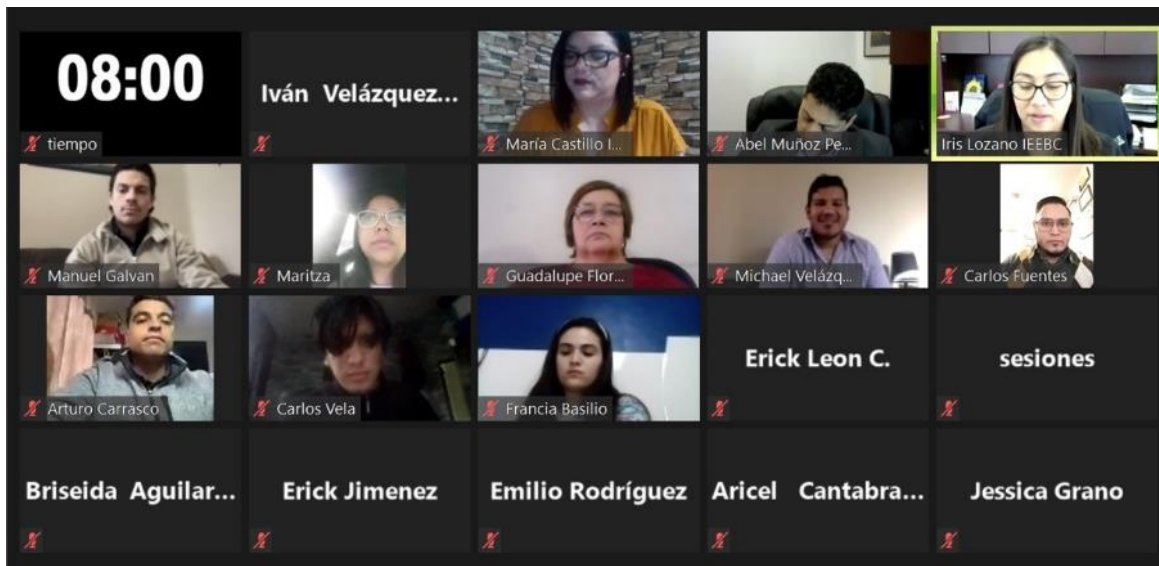 08:00
tiempo
Iván Velázquez...
María Castillo I...
Abel Muñoz Pe...
Iris Lozano IEEBC
Manuel Galvan
Maritza
Guadalupe Flor...
Michael Velázq...
Carlos Fuentes
Arturo Carrasco
Carlos Vela
Francia Basilio
Erick Leon C.
sesiones
Briseida Aguilar...
Erick Jimenez
Emilio Rodríguez
Aricel Cantabra...
Jessica Grano